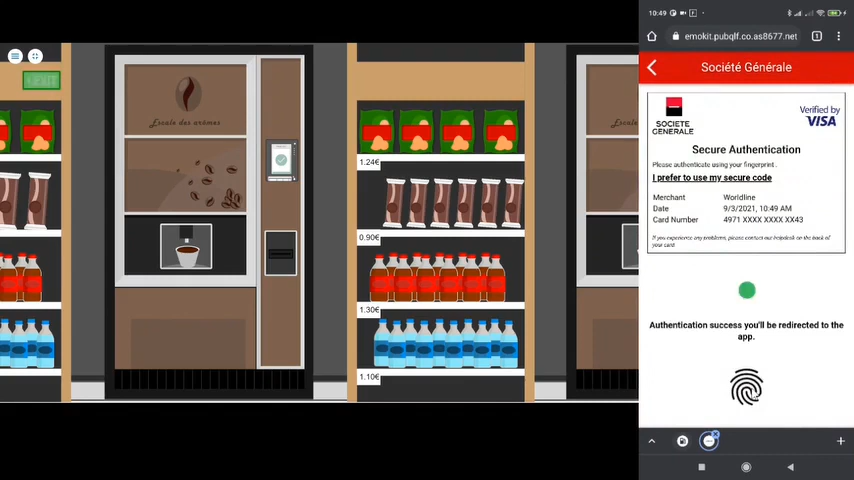 EXIT
Escale des arômes
1.24€
0.90€
1.30€
1.10€
10:49
emokit.pubqlf.co.as8677.net
1
Société Générale
SOCIETE
GENERALE
Verified by
VISA
Secure Authentication
Please authenticate using your fingerprint .
I prefer to use my secure code
Merchant Worldline
Date 9/3/2021, 10:49 AM
Card Number 4971 XXXX XXXX XX43
If you experience any problems, please contact our helpdesk on the back of
your card
Authentication success you'll be redirected to the
app.